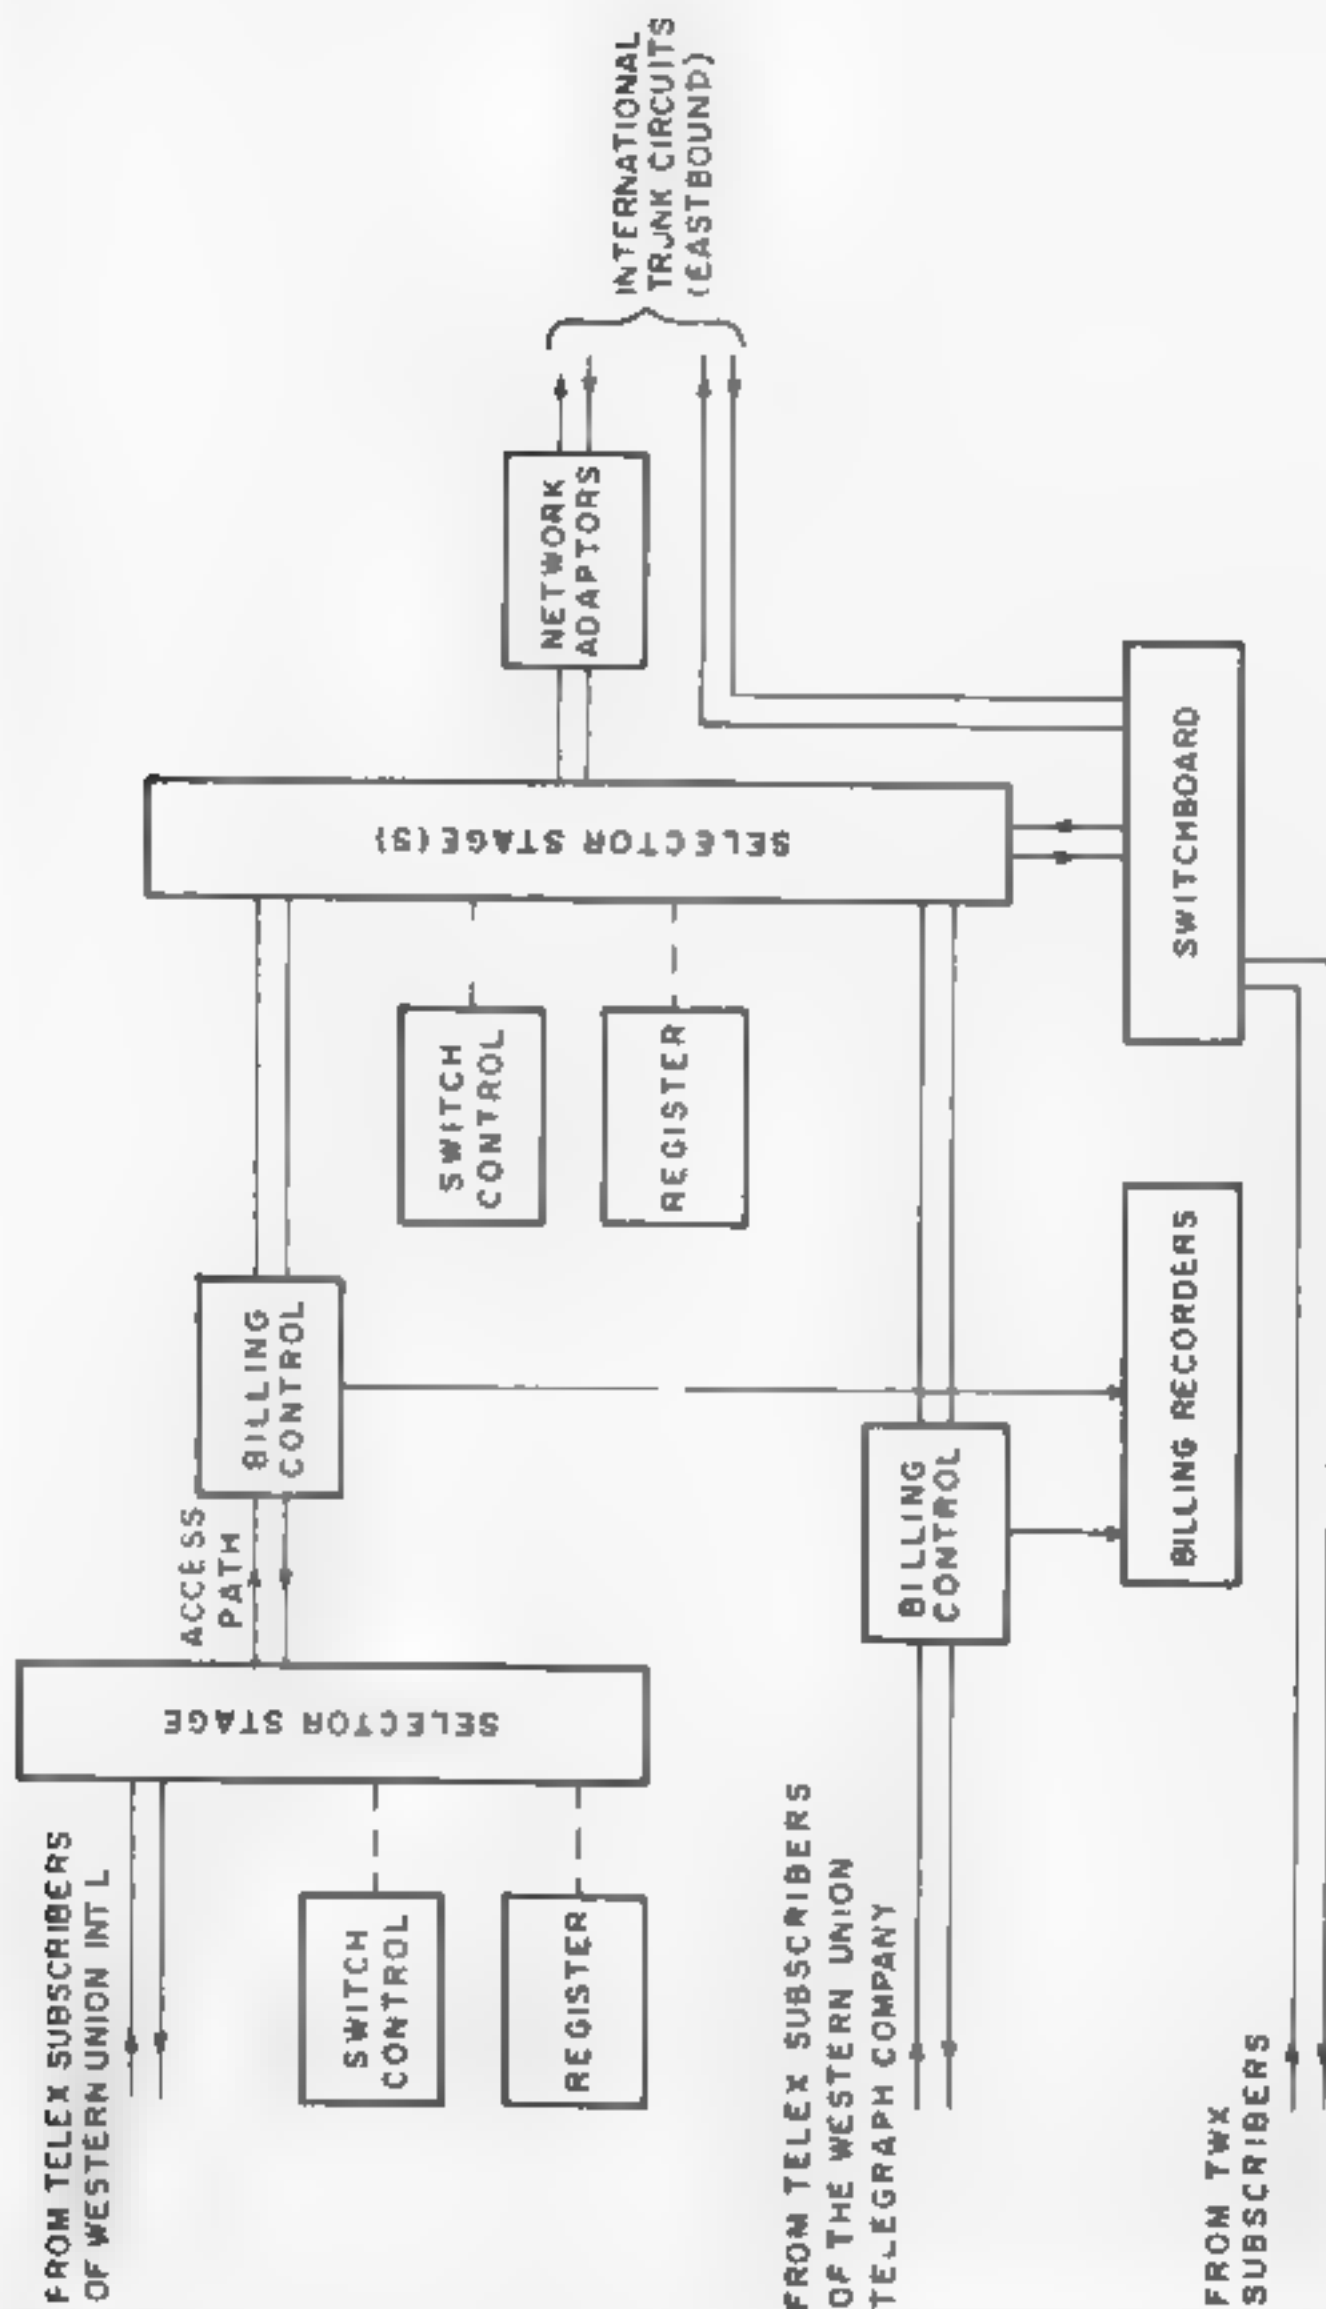 FROM TELEX SUBSCRIBERS
OF WESTERN UNION INT L
SWITCH
CONTROL
REGISTER
SELECTOR STAGE
ACCESS
PATH
BILLING
CONTROL
SWITCH
CONTROL
REGISTER
SELECTOR STAGE(S)
NETWORK
ADAPTORS
INTERNATIONAL
TRUNK CIRCUITS
(EASTBOUND)
FROM TELEX SUBSCRIBERS
OF THE WESTERN UNION
TELEGRAPH COMPANY
BILLING
CONTROL
BILLING RECORDERS
SWITCHBOARD
FROM TWX
SUBSCRIBERS